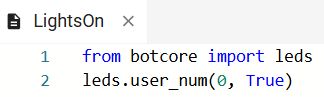 LightsOn ×
1 from botcore import leds
2 leds.user_num(0, True)